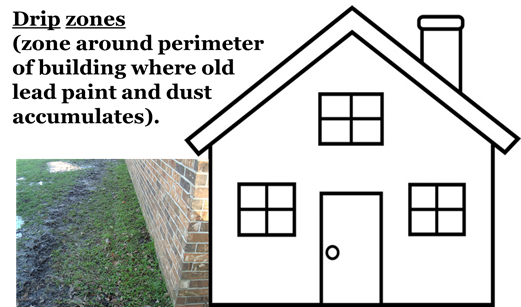 Drip zones
(zone around perimeter
of building where old
lead paint and dust
accumulates).